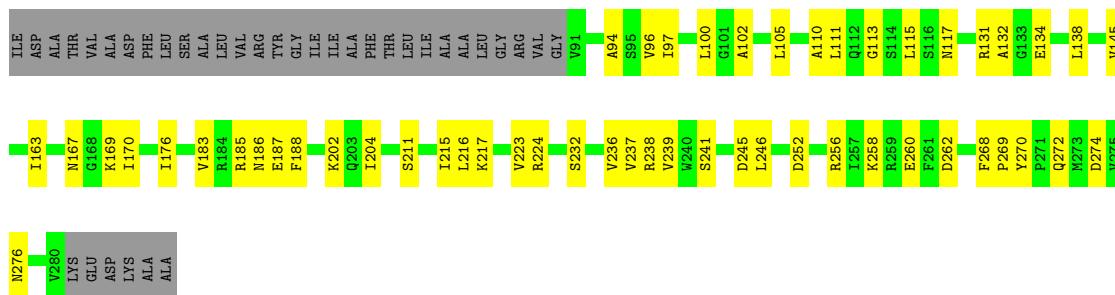 ILE ASP ALA THR VAL ALA ASP PHE LEU SER ALA LEU VAL ARG TYR GLY ILE ILE ALA PHE THR LEU ILE ALA ALA LEU GLY ARG VAL GLY V91 A94 S95 V96 I97 L100 G101 A102 L105 A110 L111 Q112 G113 S114 L115 S116 N117 R131 A132 G133 E134 L138
I163 N167 G168 K169 I170 I176 V183 R184 R185 N186 E187 F188 K202 Q203 I204 S211 I215 L216 K217 V223 R224 S232 V236 V237 R238 V239 W240 S241 D245 L246 D252 R256 I257 K258 R259 E260 F261 D262 F268 P269 Y270 P271 Q272 M273 D274
N276 V280 LYS GLU ASP LYS ALA ALA